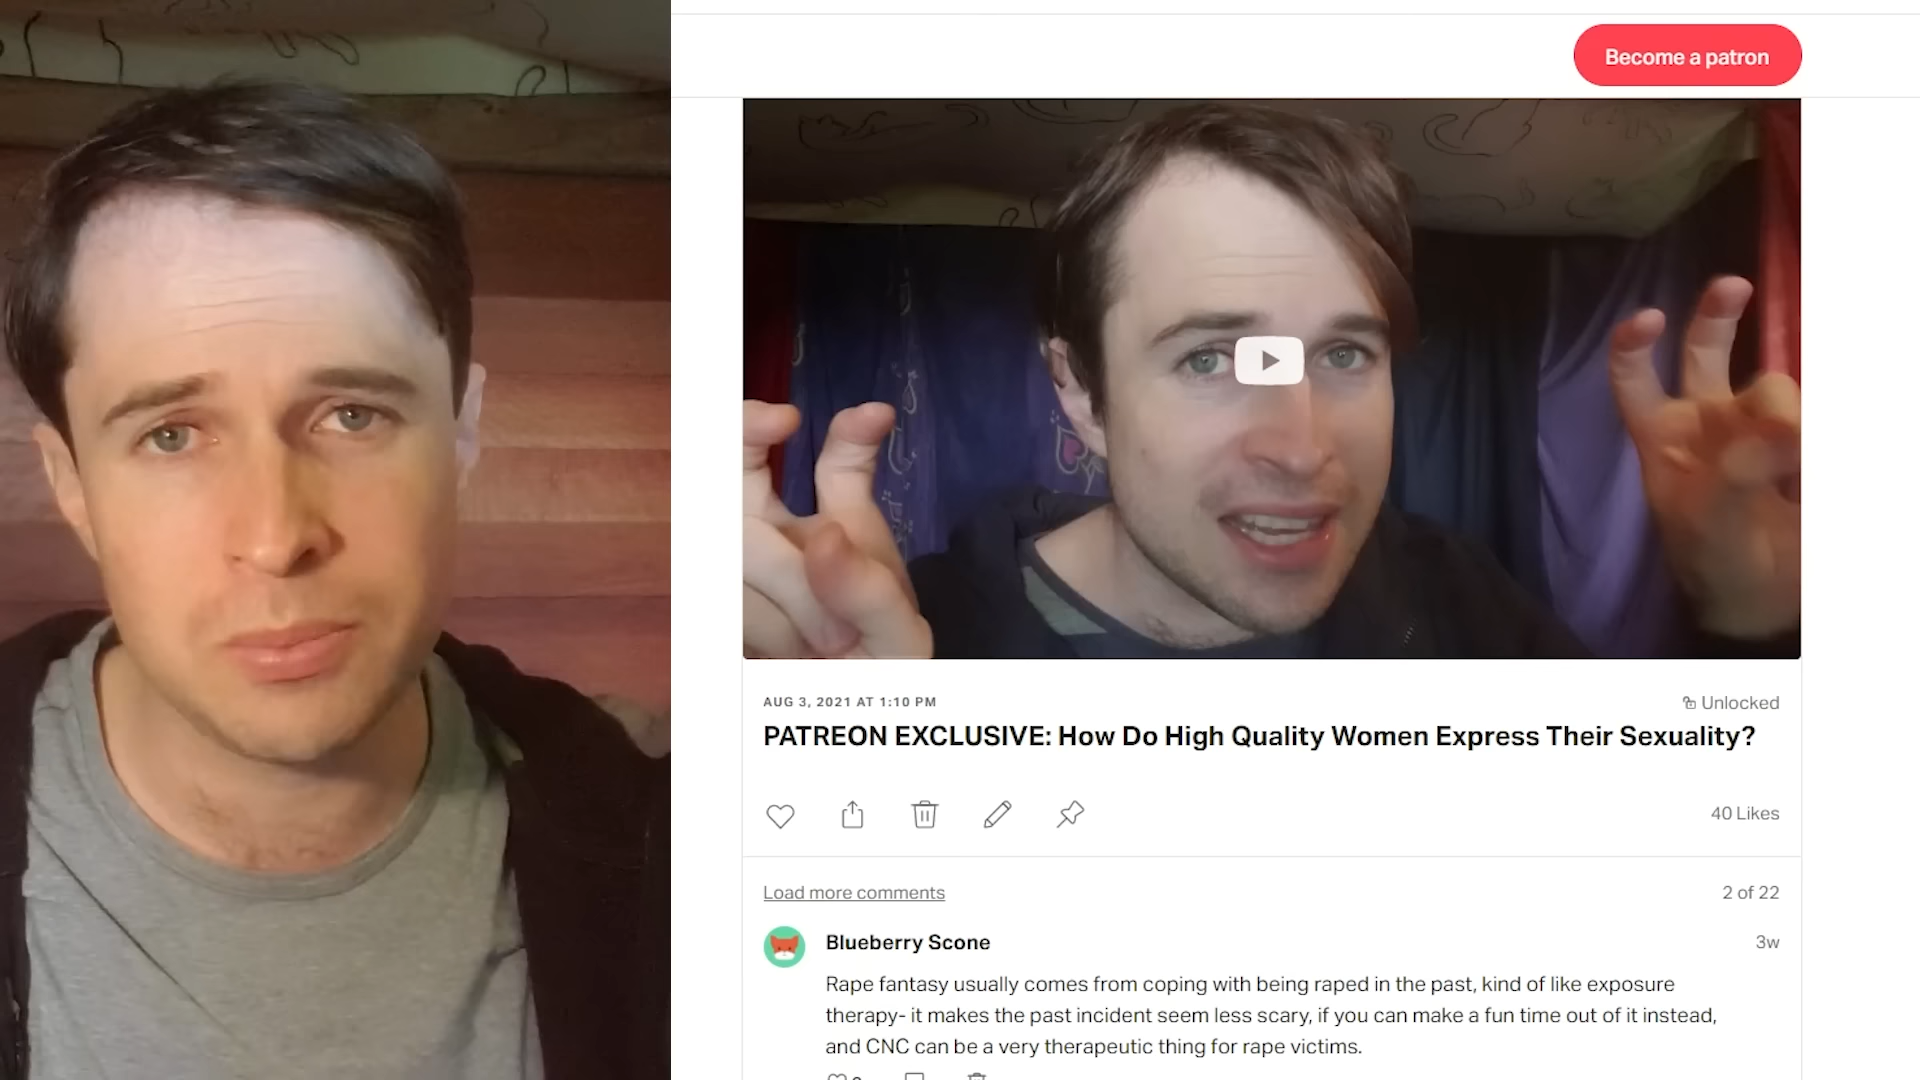 Become a patron
AUG 3, 2021 AT 1:10 PM
Unlocked
PATREON EXCLUSIVE: How Do High Quality Women Express Their Sexuality?
40 Likes
Load more comments
2 of 22
Blueberry Scone
3w
Rape fantasy usually comes from coping with being raped in the past, kind of like exposure
therapy- it makes the past incident seem less scary, if you can make a fun time out of it instead,
and CNC can be a very therapeutic thing for rape victims.